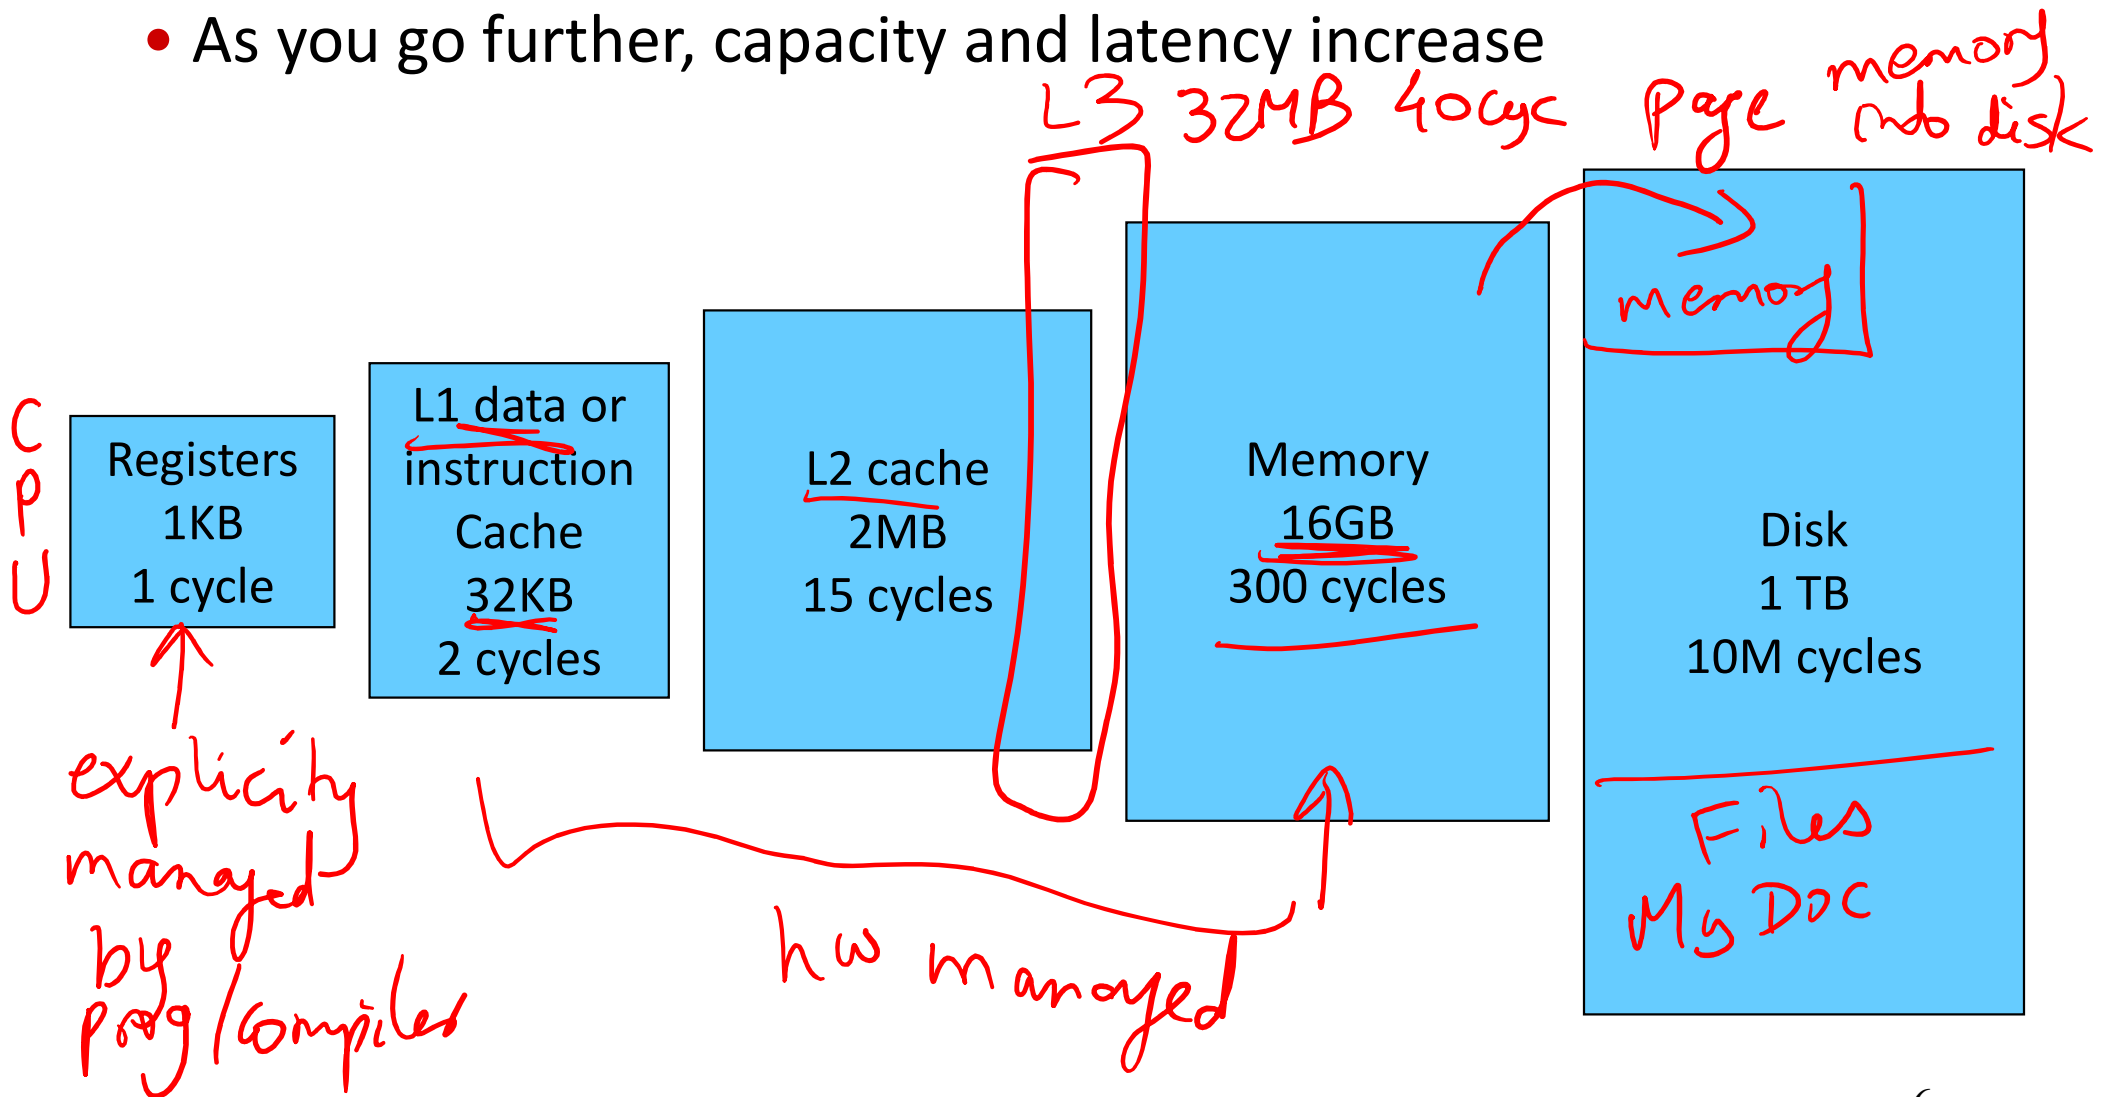 • As you go further, capacity and latency increase
L3 32MB 40cyc
Page memory
into disk
memory
C
P
U
Registers
1KB
1 cycle
L1 data or
instruction
Cache
32KB
2 cycles
L2 cache
2MB
15 cycles
Memory
16GB
300 cycles
Disk
1 TB
10M cycles
explicity
managed
by
prog/compiler
hw managed
Files
My DOC